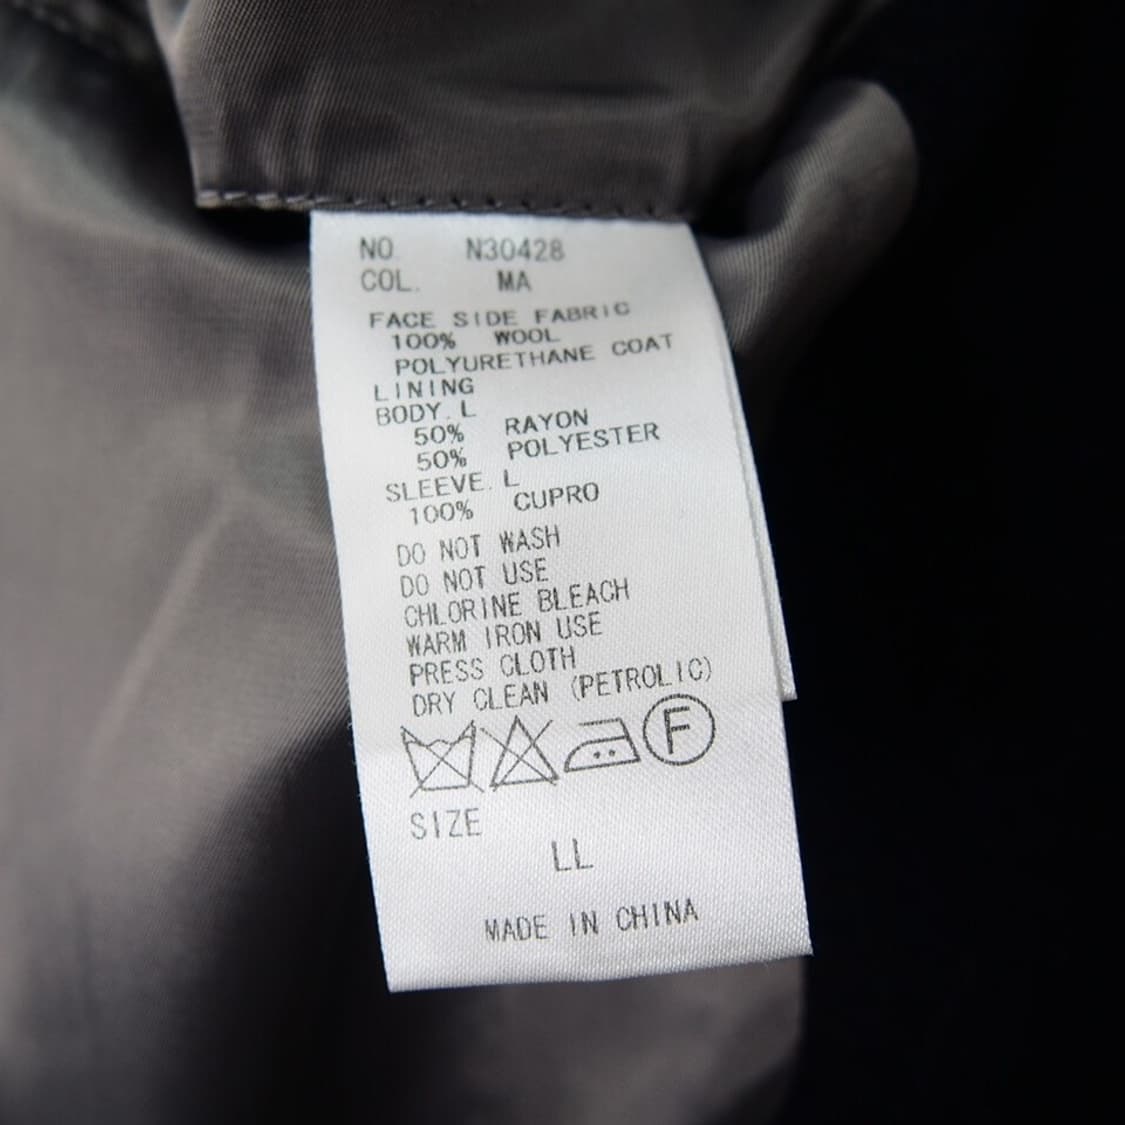 NO. N30428
COL. MA
FACE SIDE FABRIC
100% WOOL
POLYURETHANE COAT
LINING
BODY. L
50% RAYON
50% POLYESTER
SLEEVE. L
100% CUPRO
DO NOT WASH
DO NOT USE
CHLORINE BLEACH
WARM IRON USE
PRESS CLOTH
DRY CLEAN (PETROLIC)
F
SIZE
LL
MADE IN CHINA